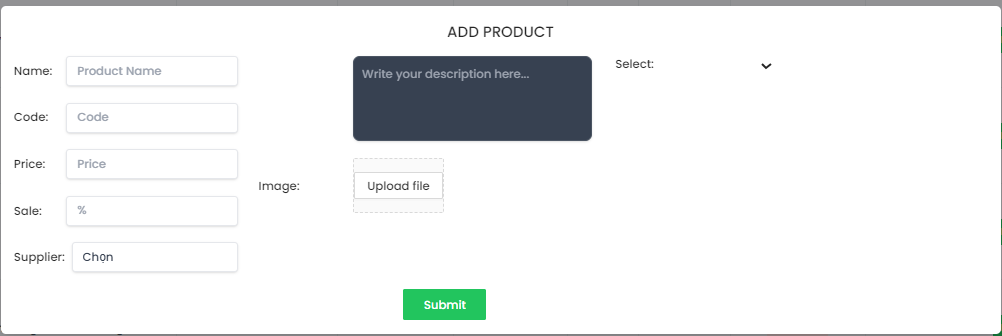 ADD PRODUCT
Name: Product Name
Code: Code
Price: Price
Sale: %
Supplier: Chọn
Write your description here...
Image: Upload file
Select:
Submit